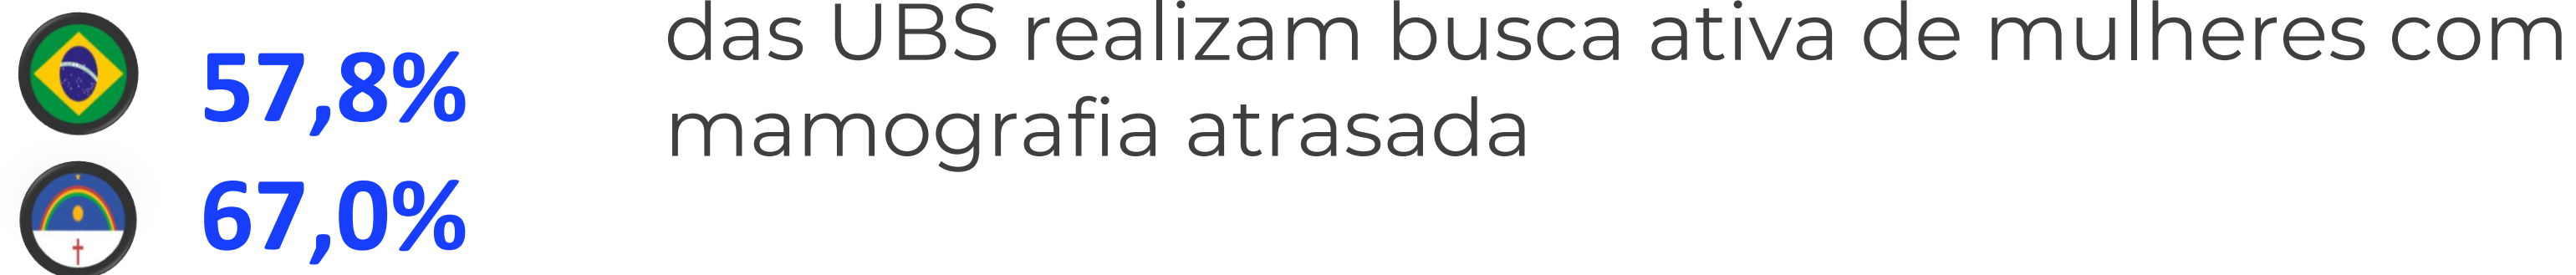 57,8%
67,0%
das UBS realizam busca ativa de mulheres com
mamografia atrasada